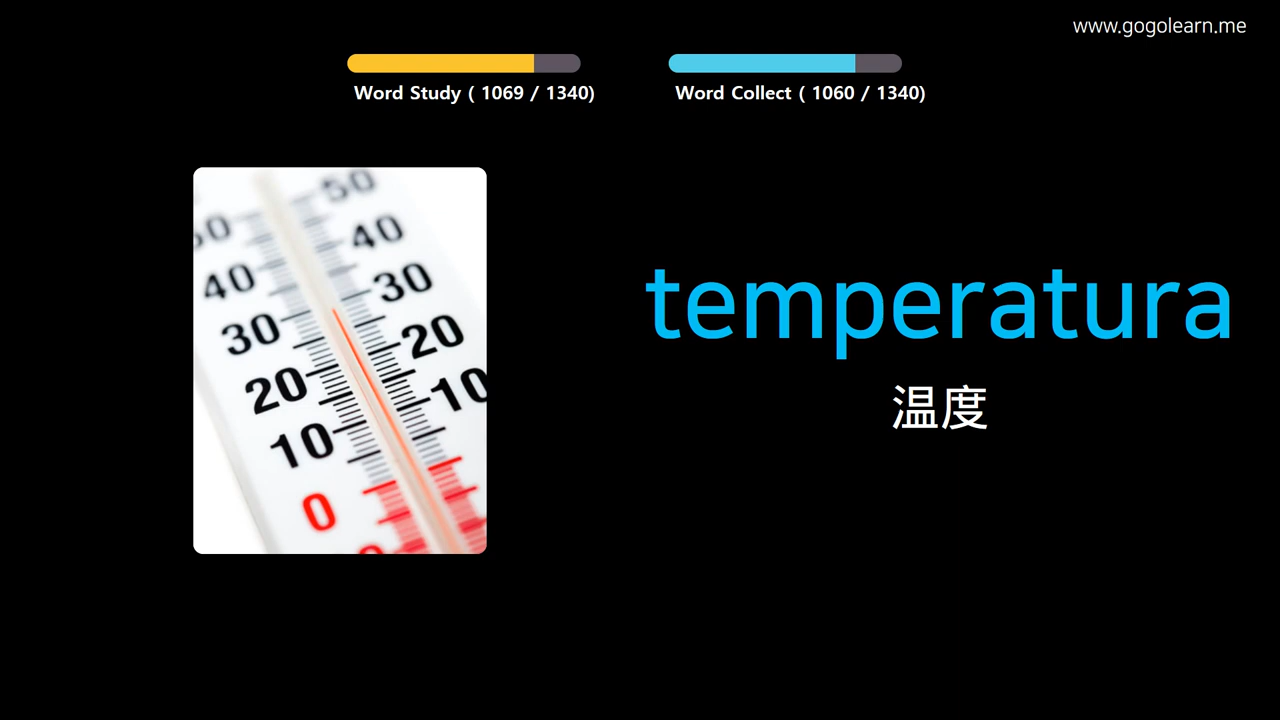 www.gogolearn.me
Word Study ( 1069 / 1340)
Word Collect ( 1060 / 1340)
50
50
40
40
30
30
20
20
10
10
0
temperatura
温度